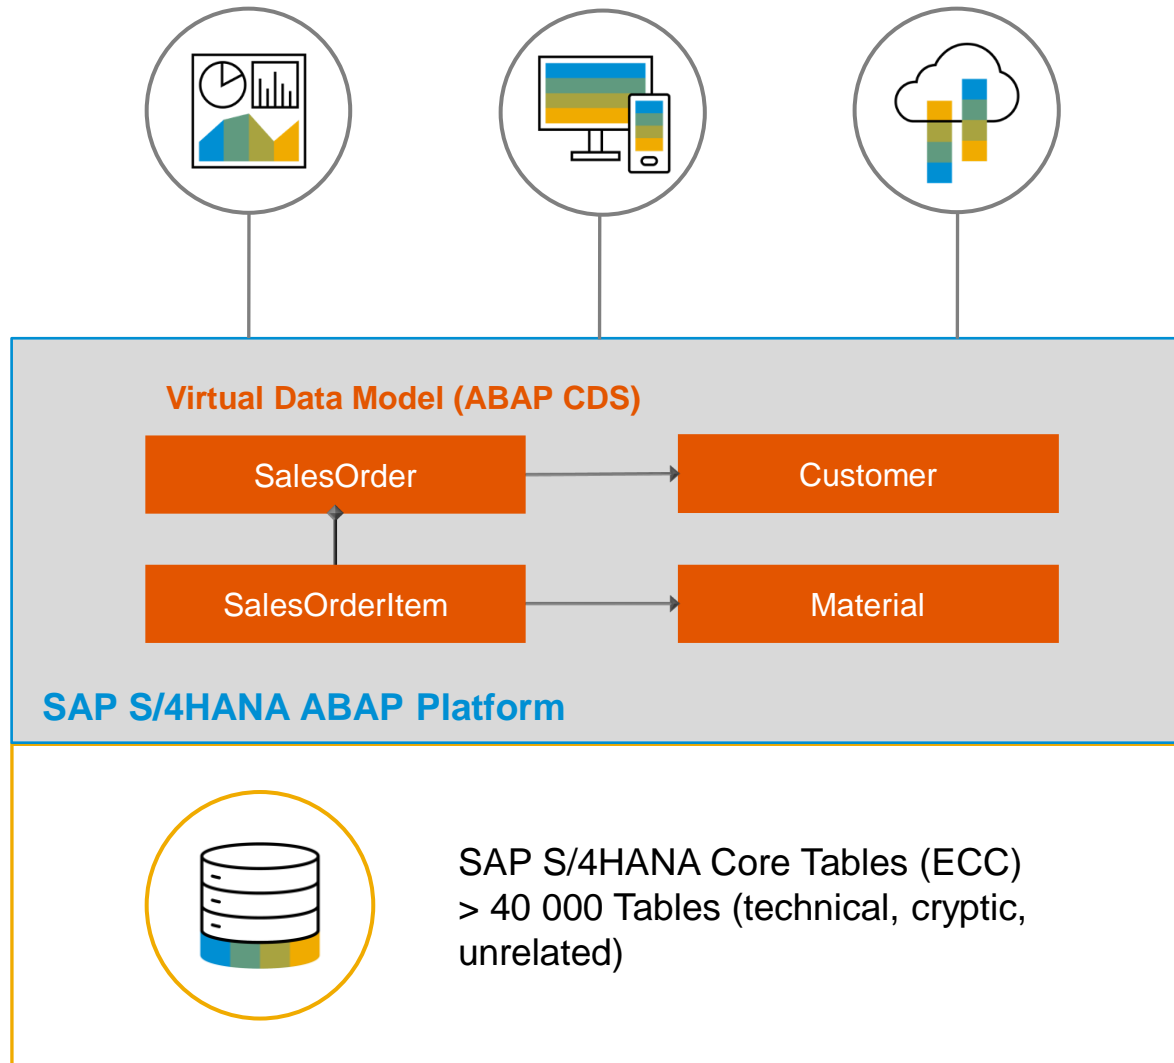 Virtual Data Model (ABAP CDS)
SalesOrder
Customer
SalesOrderItem
Material
SAP S/4HANA ABAP Platform
SAP S/4HANA Core Tables (ECC)
> 40 000 Tables (technical, cryptic,
unrelated)